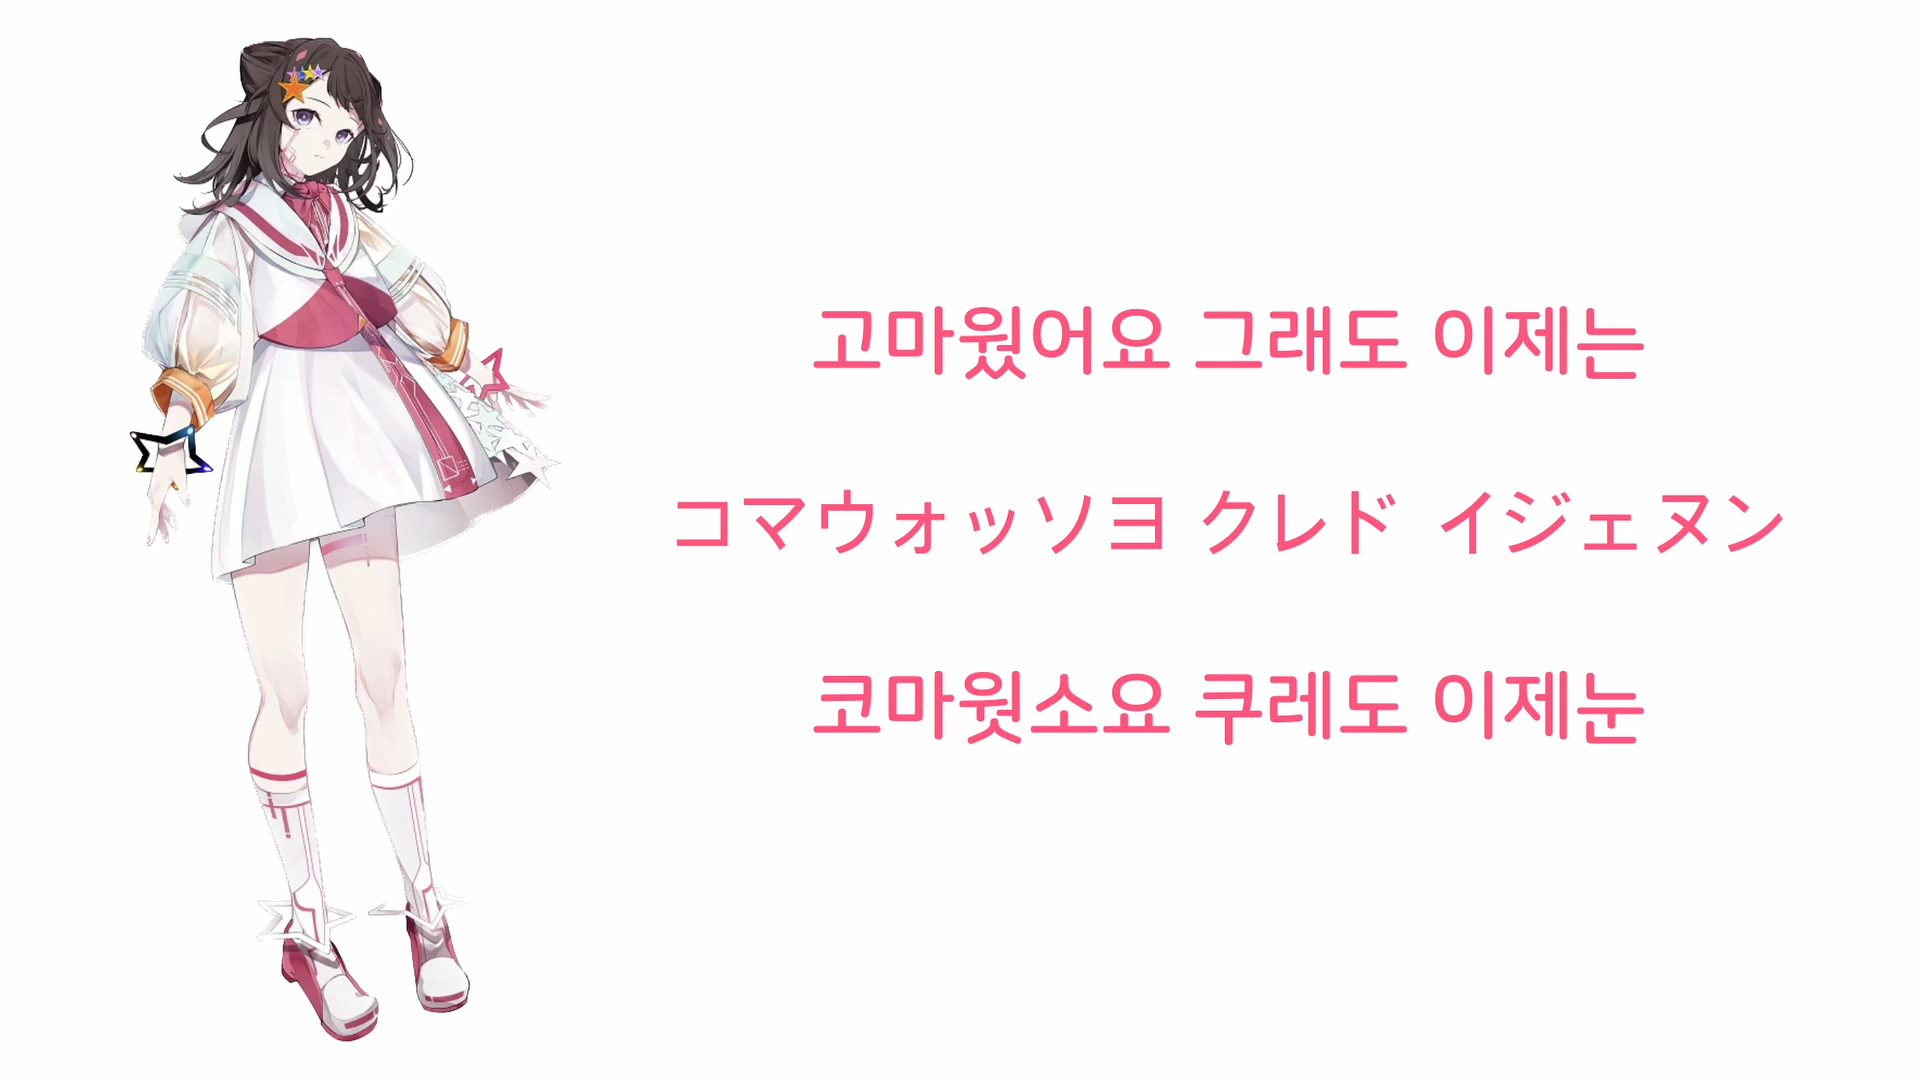 고마웠어요 그래도 이제는
コマウォッソヨ クレド イジェヌン
코마웟소요 쿠레도 이제눈